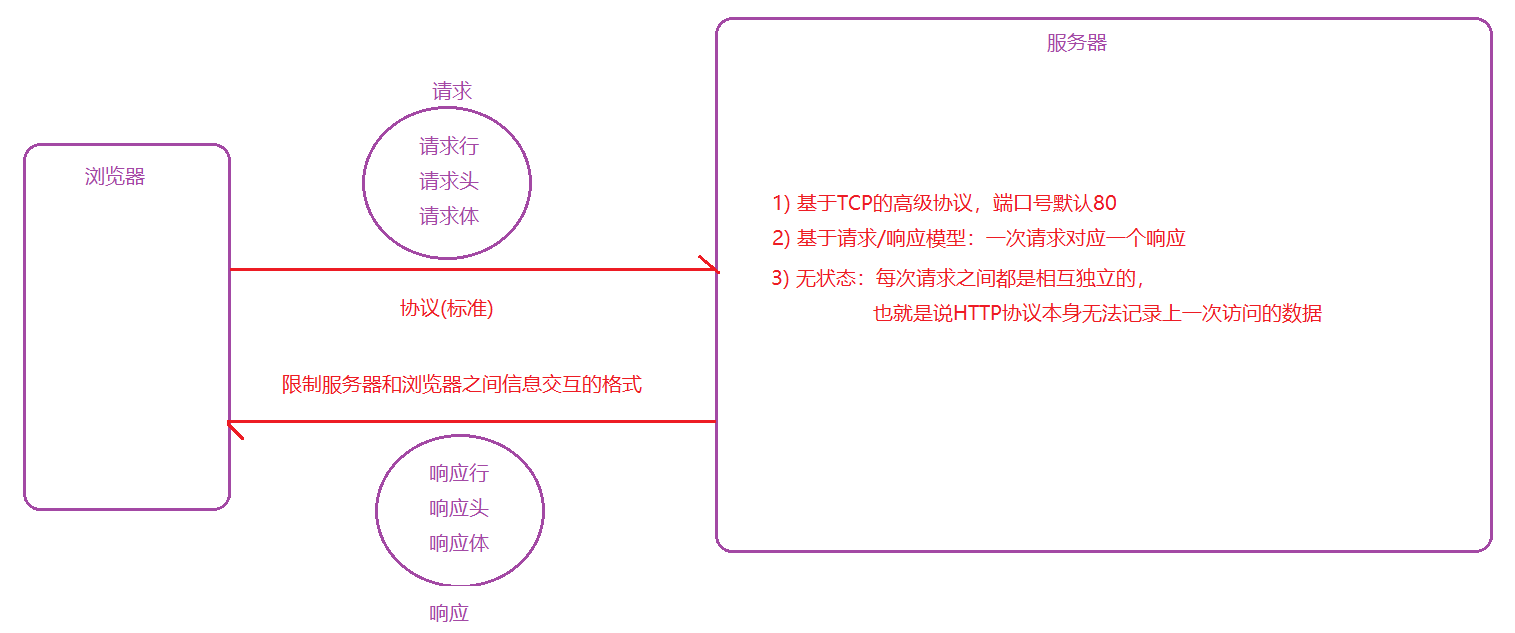 服务器
请求
请求行
请求头
请求体
浏览器
1) 基于TCP的高级协议，端口号默认80
2) 基于请求/响应模型：一次请求对应一个响应
3) 无状态：每次请求之间都是相互独立的，
也就是说HTTP协议本身无法记录上一次访问的数据
协议(标准)
限制服务器和浏览器之间信息交互的格式
响应行
响应头
响应体
响应